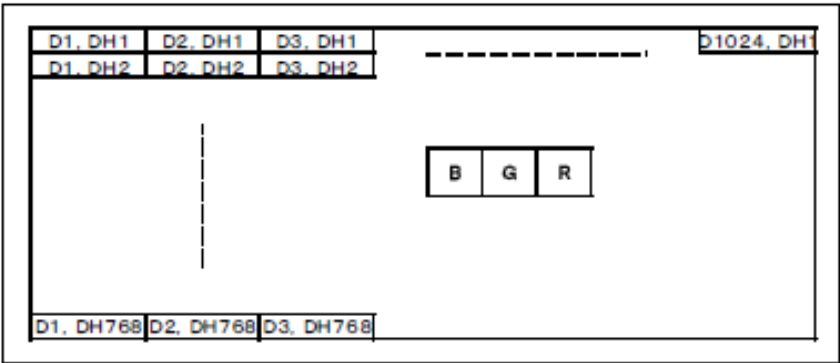 D1, DH1 D2, DH1 D3, DH1 D1024, DH1
D1, DH2 D2, DH2 D3, DH2
B G R
D1, DH768 D2, DH768 D3, DH768